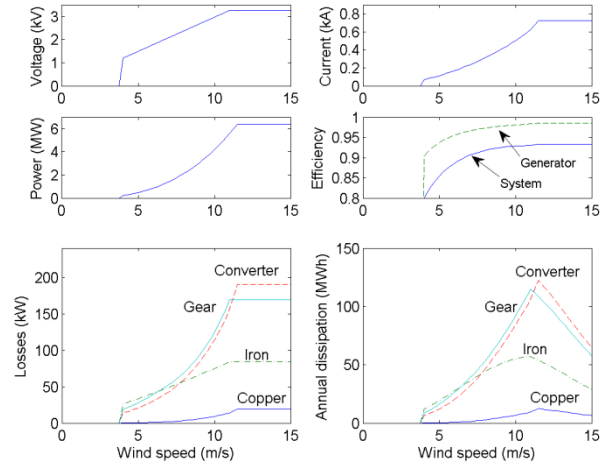 Voltage (kV)
3
2
1
0
0
5
10
15
Current (kA)
0.8
0.6
0.4
0.2
0
0
5
10
15
Power (MW)
6
4
2
0
0
5
10
15
Efficiency
1
0.95
0.9
0.85
0.8
0
5
10
15
Generator
System
Losses (kW)
200
150
100
50
0
0
5
10
15
Wind speed (m/s)
Converter
Gear
Iron
Copper
Annual dissipation (MWh)
150
100
50
0
0
5
10
15
Wind speed (m/s)
Converter
Gear
Iron
Copper